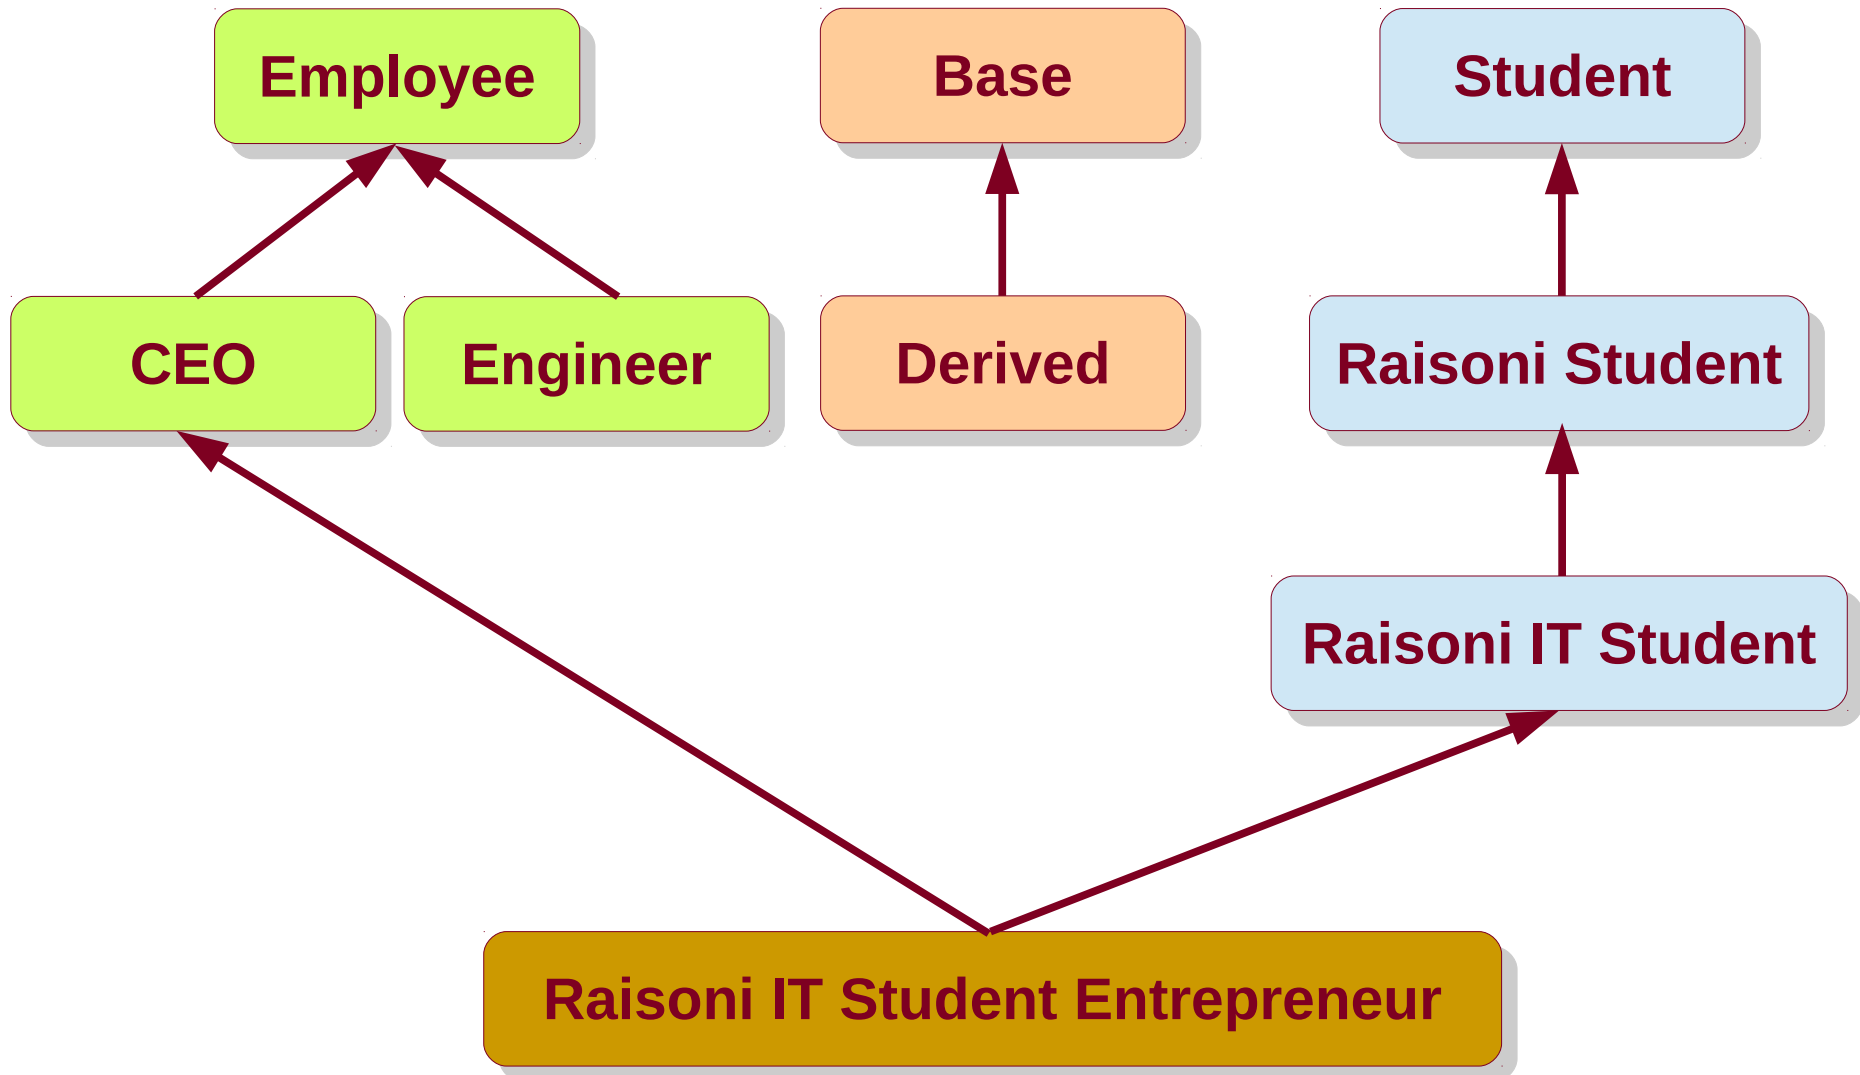 Employee
Base
Student
CEO
Engineer
Derived
Raisoni Student
Raisoni IT Student
Raisoni IT Student Entrepreneur